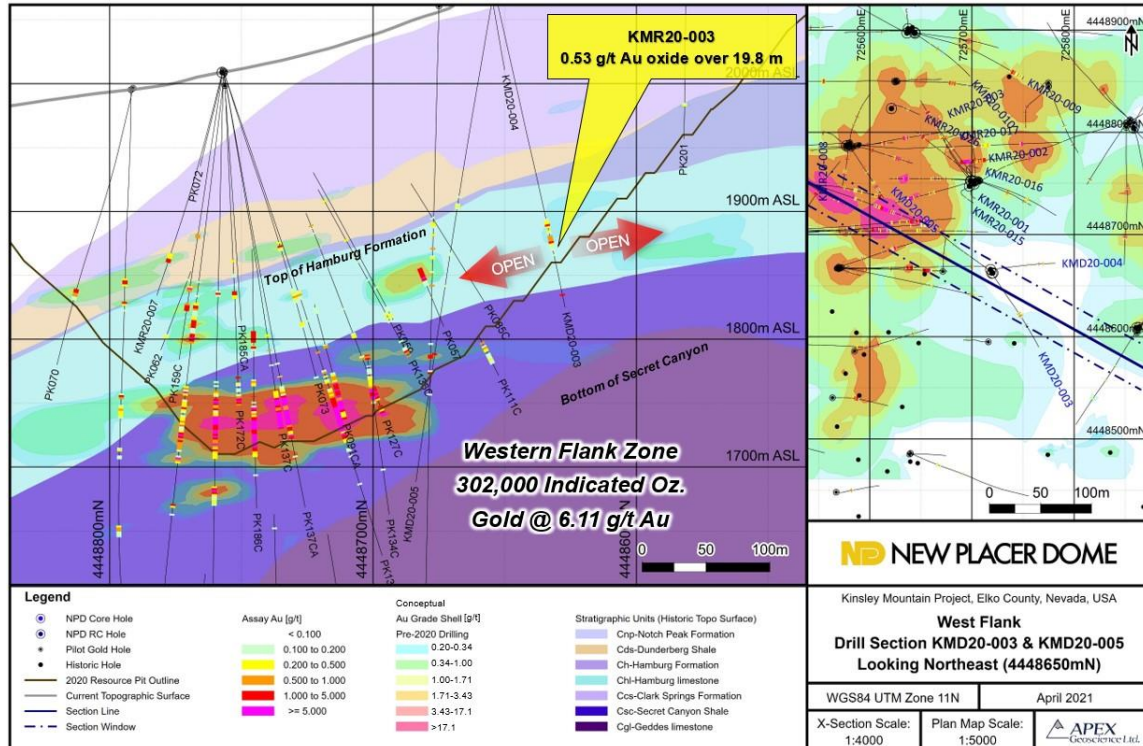 KMR20-003
0.53 g/t Au oxide over 19.8 m
2000m ASL
KMD20-004
PK201
PK072
1900m ASL
OPEN
OPEN
Top of Hamburg Formation
KMR20-007
PK070
PK062
PK159C
PK185CA
PK057
PK085C
1800m ASL
KMD20-003
PK111C
Bottom of Secret Canyon
PK073
PK172C
PK137C
PK091CA
PK127C
1700m ASL
Western Flank Zone
302,000 Indicated Oz.
Gold @ 6.11 g/t Au
PK186C
PK137CA
PK134C
KMD20-005
4448800mN
4448700mN
4448600mN
0 50 100m
725600mN
725700mN
725800mN
4448900mN
N
KMR20-009
4448800mN
KMR20-008
KMR20-002
KMR20-016
KMR20-001
KMR20-015
KMD20-005
4448700mN
KMD20-004
4448600mN
KMD20-003
4448500mN
0 50 100m
Legend
NPD Core Hole
NPD RC Hole
Pilot Gold Hole
Historic Hole
2020 Resource Pit Outline
Current Topographic Surface
Section Line
Section Window
Assay Au [g/t]
< 0.100
0.100 to 0.200
0.200 to 0.500
0.500 to 1.000
1.000 to 5.000
>= 5.000
Conceptual
Au Grade Shell [g/t]
Pre-2020 Drilling
0.20-0.34
0.34-1.00
1.00-1.71
1.71-3.43
3.43-17.1
>17.1
Stratigraphic Units (Historic Topo Surface)
Cnp-Notch Peak Formation
Cds-Dunderberg Shale
Ch-Hamburg Formation
Chl-Hamburg limestone
Ccs-Clark Springs Formation
Csc-Secret Canyon Shale
Cgl-Geddes limestone
NEW PLACER DOME
Kinsley Mountain Project, Elko County, Nevada, USA
West Flank
Drill Section KMD20-003 & KMD20-005
Looking Northeast (4448650mN)
WGS84 UTM Zone 11N
April 2021
X-Section Scale:
1:4000
Plan Map Scale:
1:5000
APEX
Geoscience Ltd.